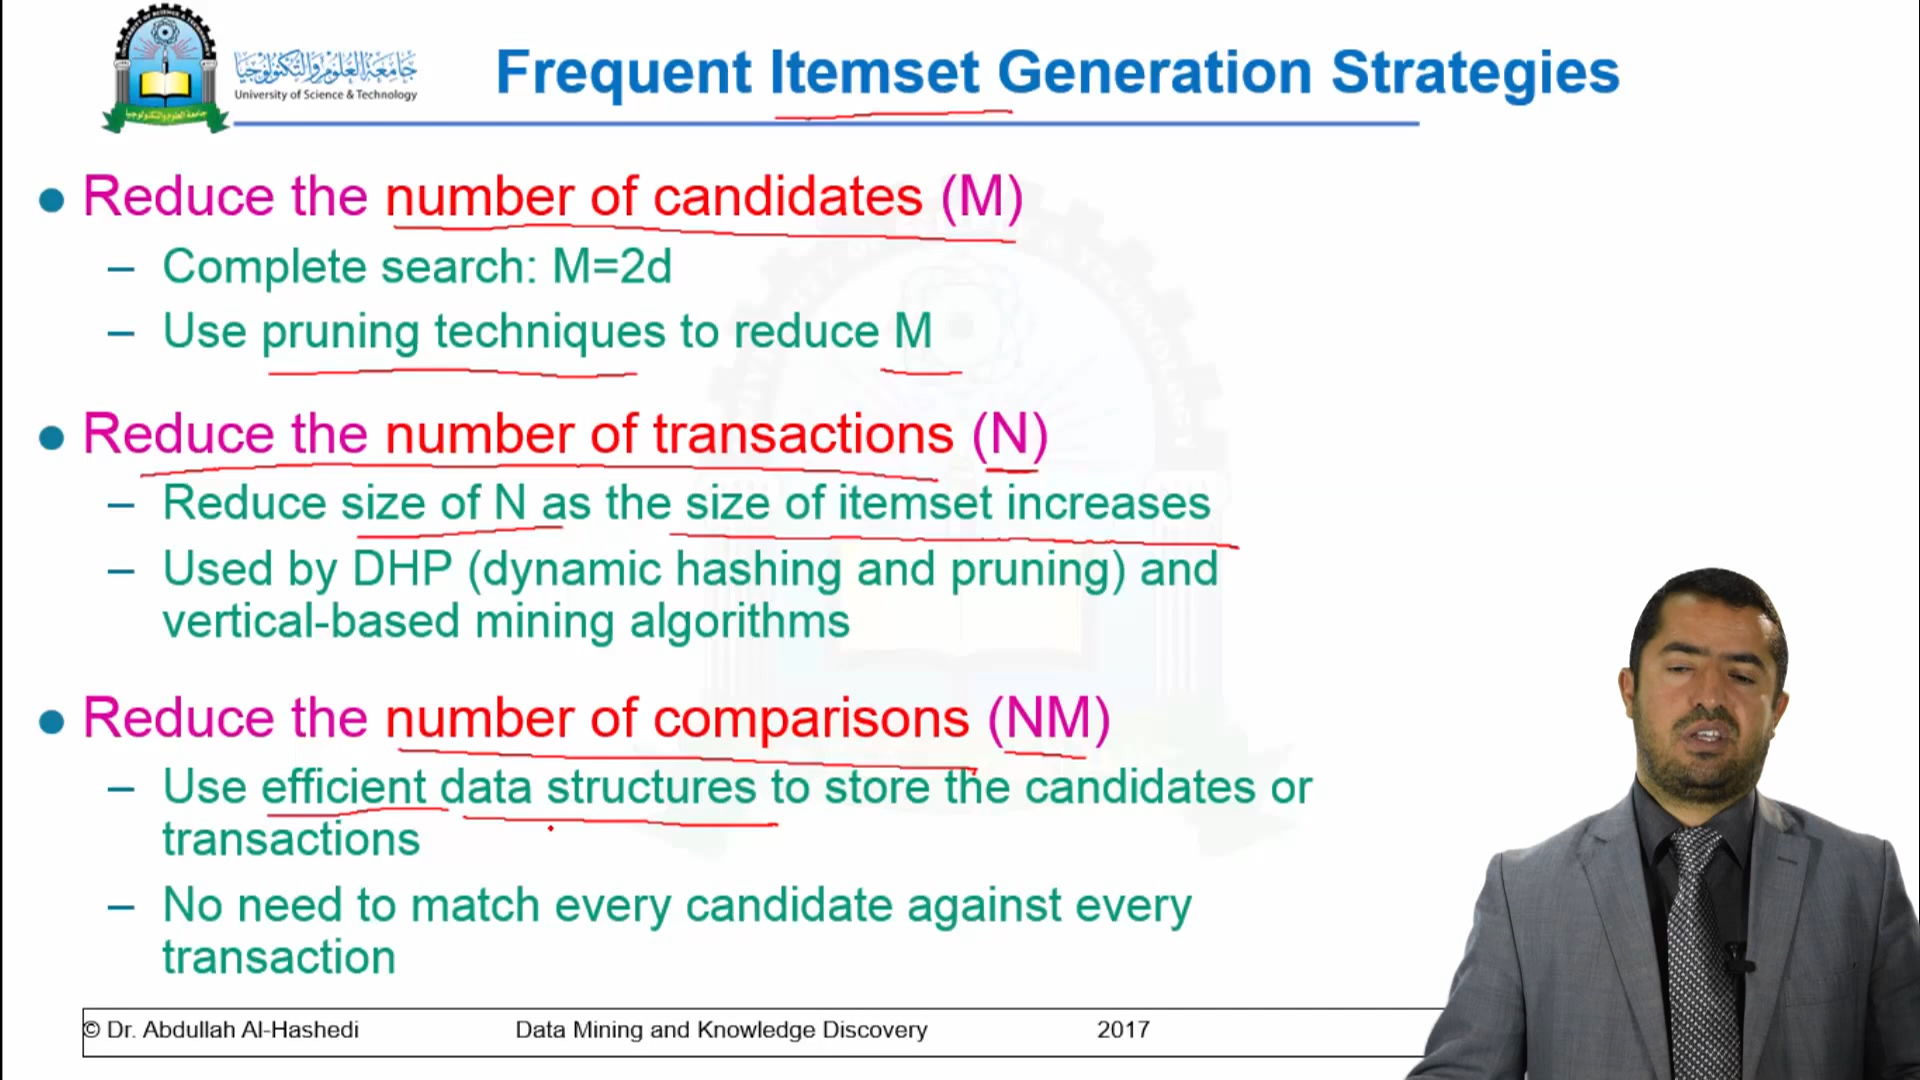 جامعة العلوم والتكنولوجيا
University of Science & Technology
جامعة العلوم والتكنولوجيا
Frequent Itemset Generation Strategies
● Reduce the number of candidates (M)
– Complete search: M=2d
– Use pruning techniques to reduce M
● Reduce the number of transactions (N)
– Reduce size of N as the size of itemset increases
– Used by DHP (dynamic hashing and pruning) and
vertical-based mining algorithms
● Reduce the number of comparisons (NM)
– Use efficient data structures to store the candidates or
transactions
– No need to match every candidate against every
transaction
© Dr. Abdullah Al-Hashedi
Data Mining and Knowledge Discovery
2017